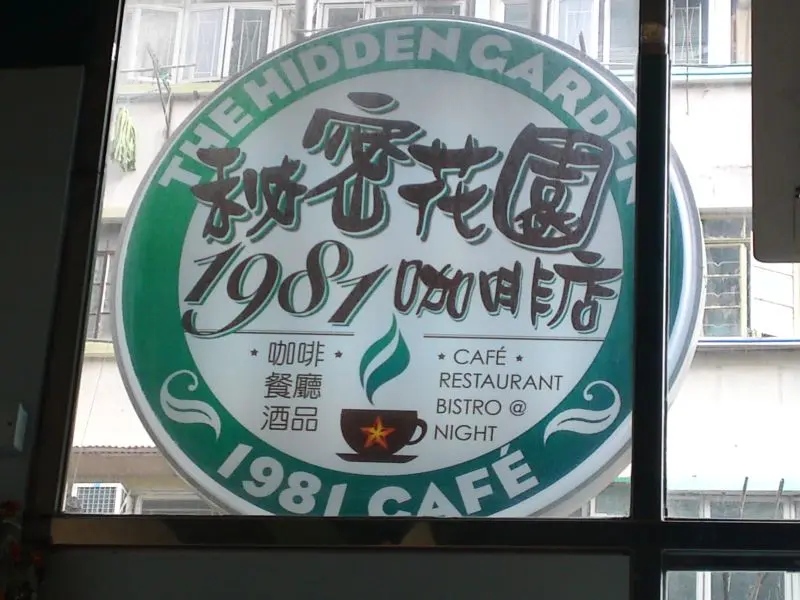 THE HIDDEN GARDEN
秘密花園
1981咖啡店
咖啡
餐廳
酒品
CAFÉ
RESTAURANT
BISTRO @
NIGHT
1981 CAFÉ